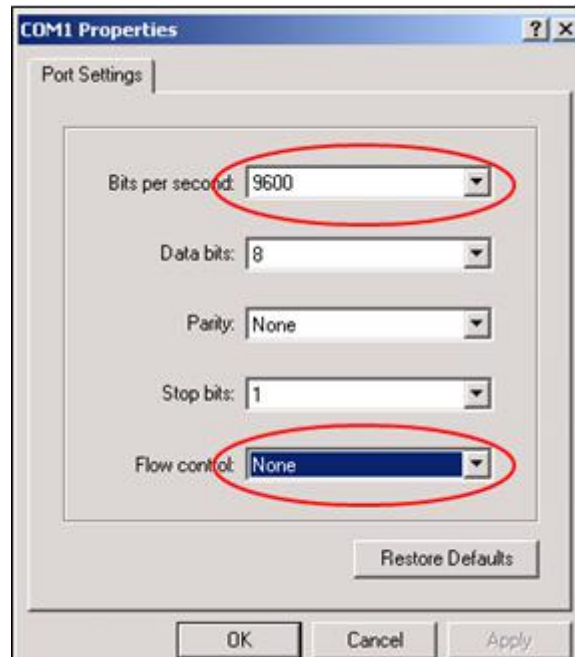 COM1 Properties ? ×
Port Settings
Bits per second: 9600
Data bits: 8
Parity: None
Stop bits: 1
Flow control: None
Restore Defaults
OK Cancel Apply